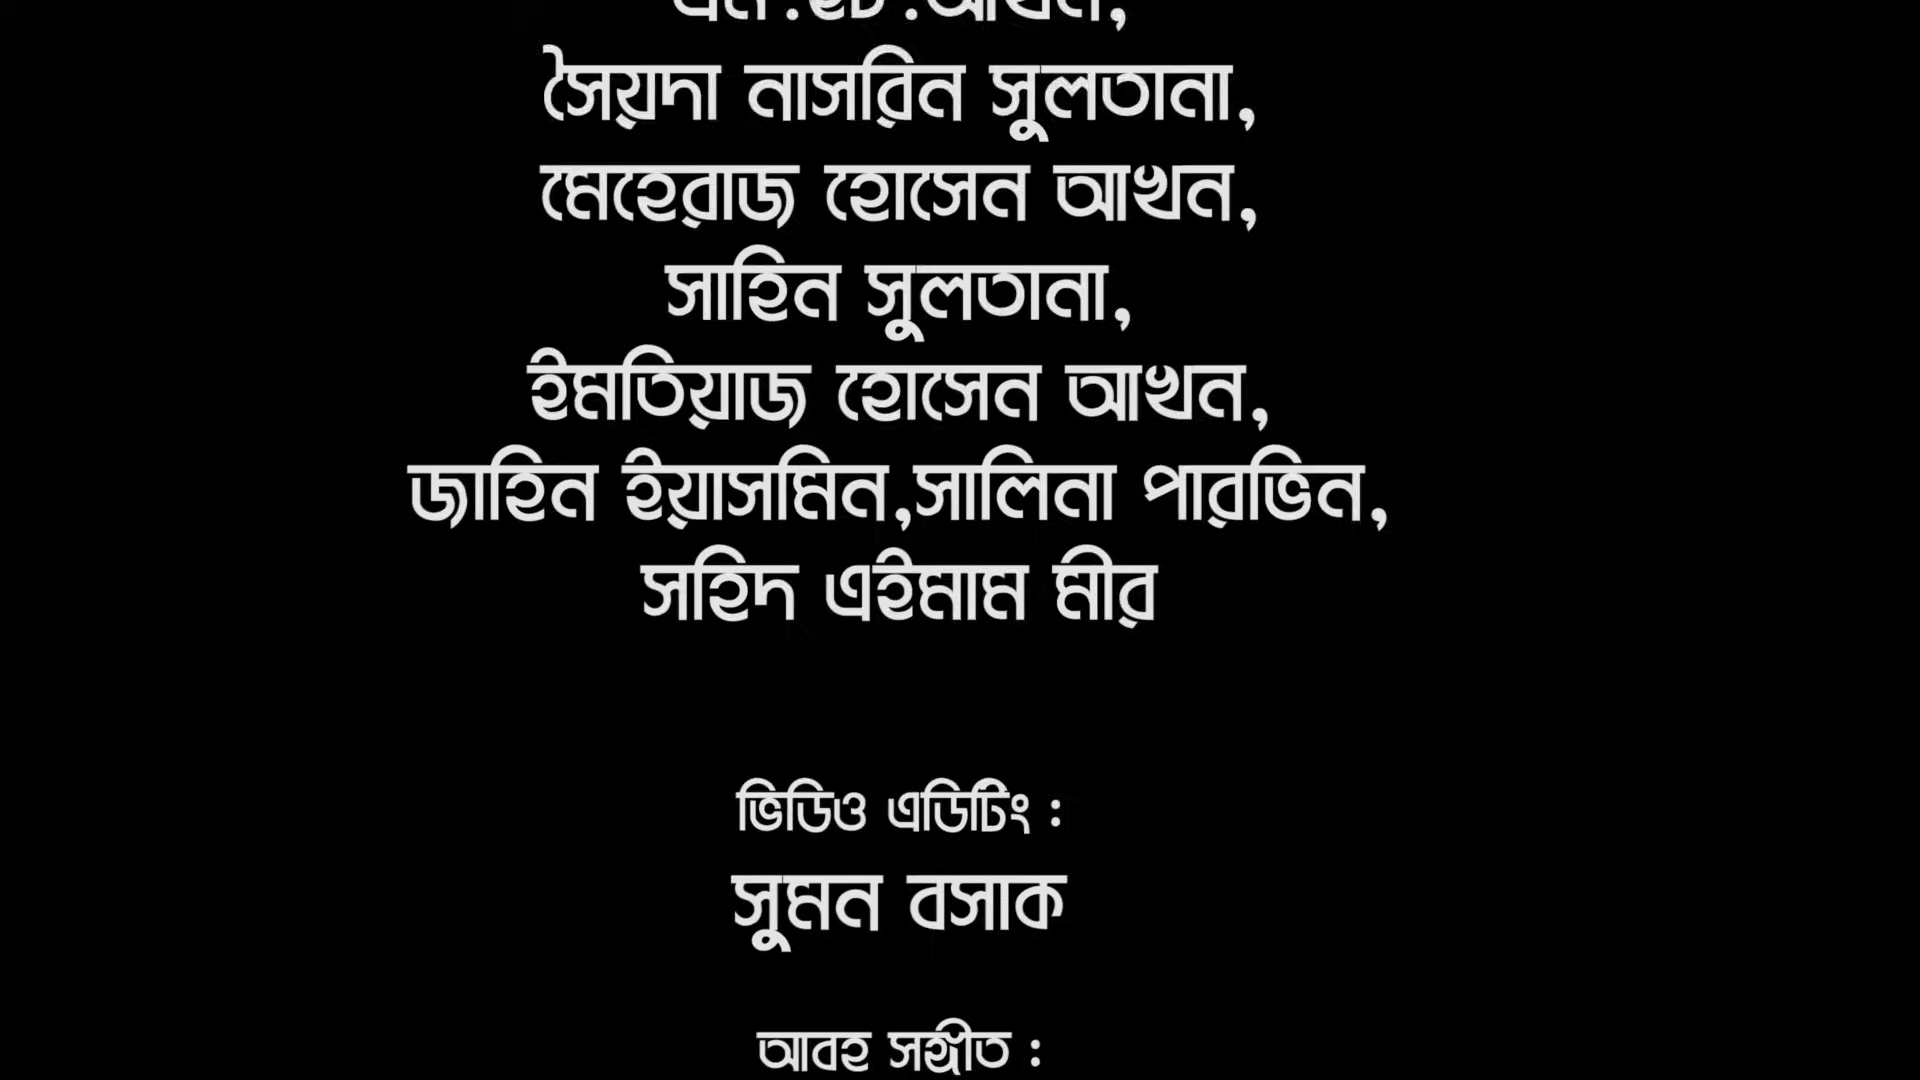 সৈয়দা নাসরিন সুলতানা,
মেহেরাজ হোসেন আখন,
সাহিন সুলতানা,
ইমতিয়াজ হোসেন আখন,
জাহিন ইয়াসমিন,সালিনা পারভিন,
সহিদ এইমাম মীর
ভিডিও এডিটিং :
সুমন বসাক
আবহ সঙ্গীত :